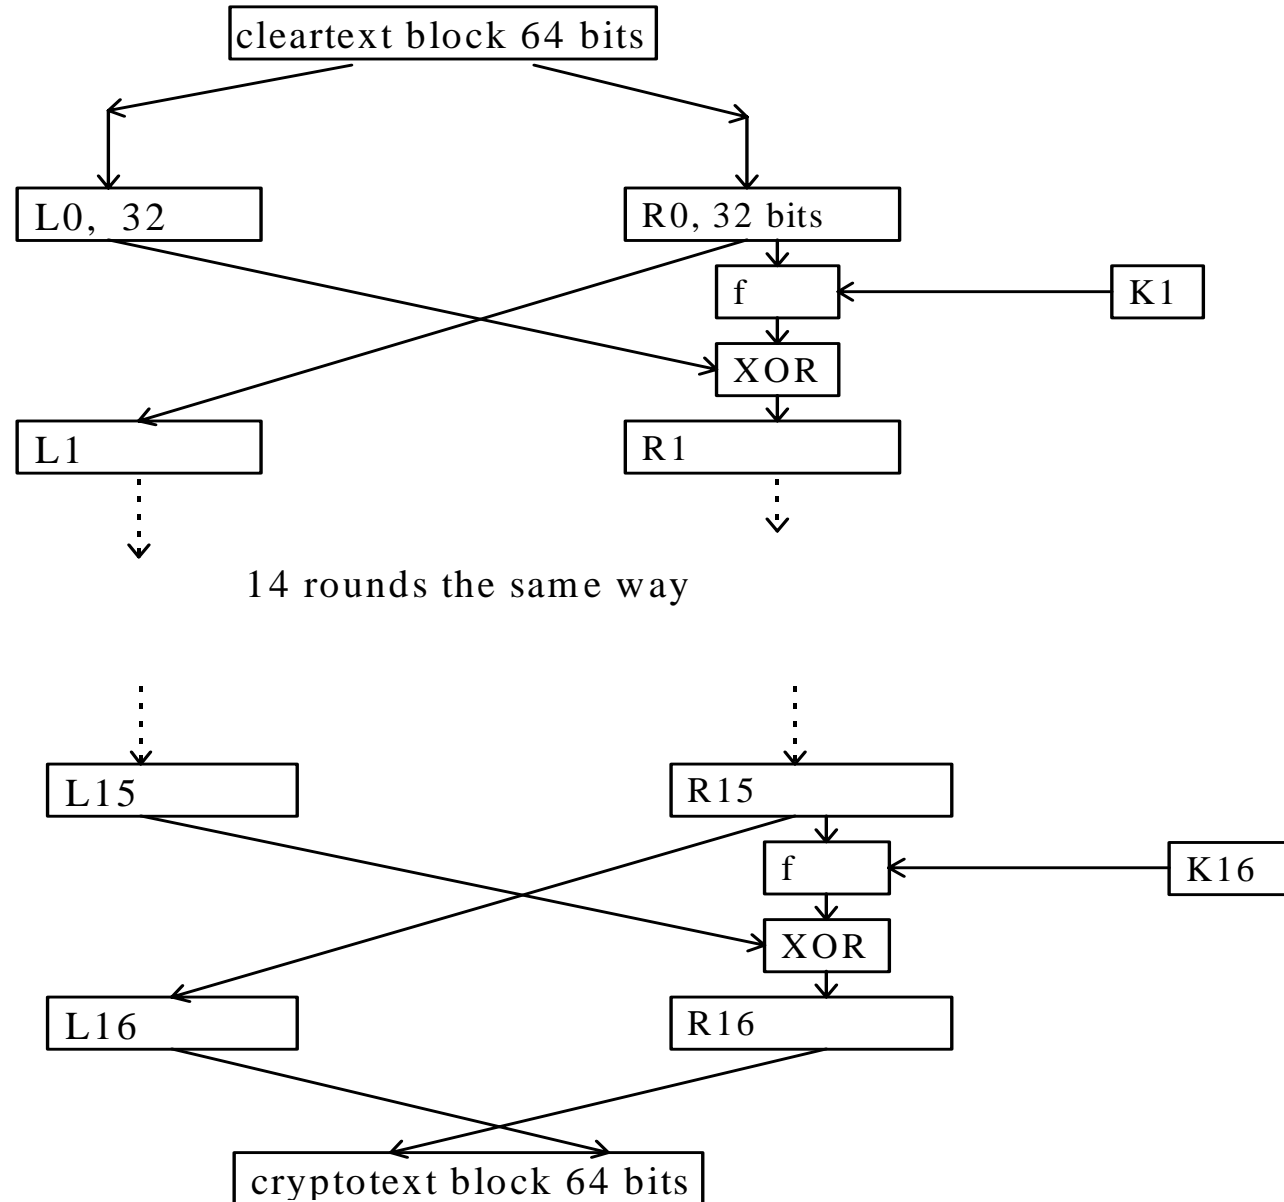 cleartext block 64 bits
L0, 32
R0, 32 bits
f
K1
XOR
L1
R1
14 rounds the same way
L15
R15
f
K16
XOR
L16
R16
cryptotext block 64 bits